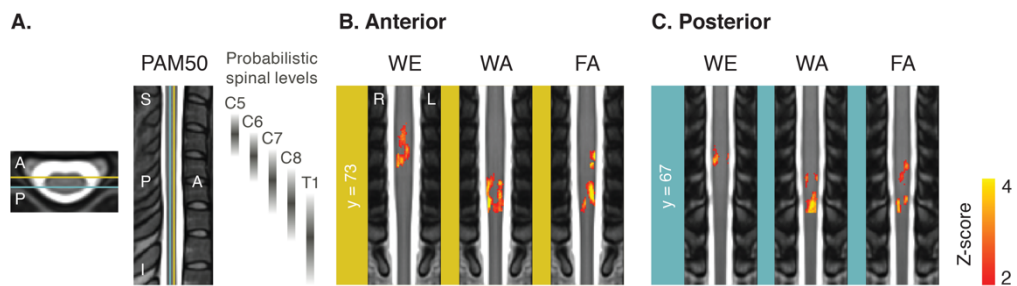 A.
PAM50
Probabilistic
spinal levels
S
P
A
I
A
P
C5
C6
C7
C8
T1
B. Anterior
WE
WA
FA
R
L
y = 73
C. Posterior
WE
WA
FA
y = 67
Z-score
4
2